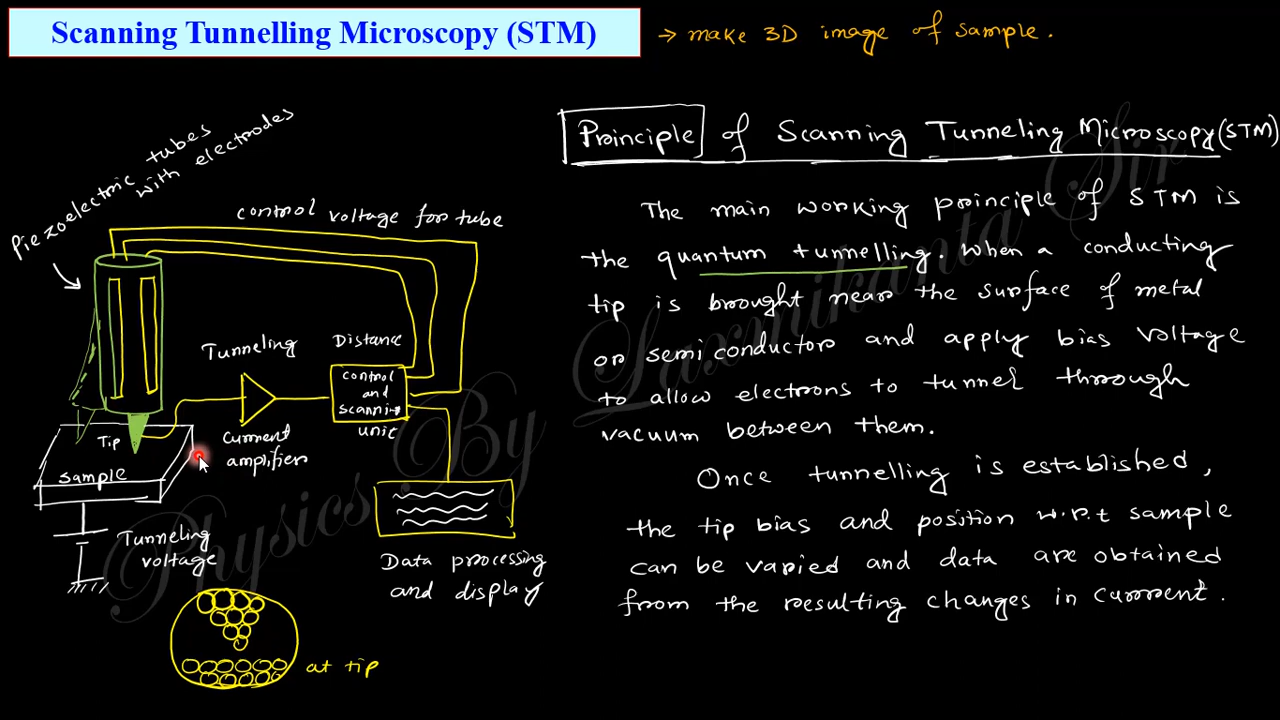 Scanning Tunnelling Microscopy (STM)
→ make 3D image of sample.
Piezoelectric tubes
with electrodes
control voltage for tube
Tunneling
current
amplifier
Distance
control
and
scanning
unit
Tip
Sample
Tunneling
voltage
Data processing
and display
at tip
Principle of Scanning Tunneling Microscopy (STM)
The main working principle of STM is
the quantum tunnelling. When a conducting
tip is brought near the surface of metal
or semiconductor and apply bias voltage
to allow electrons to tunnel through
vacuum between them.
Once tunnelling is established,
the tip bias and position w.r.t sample
can be varied and data are obtained
from the resulting changes in current.
Physics By Laxmikanta Sir